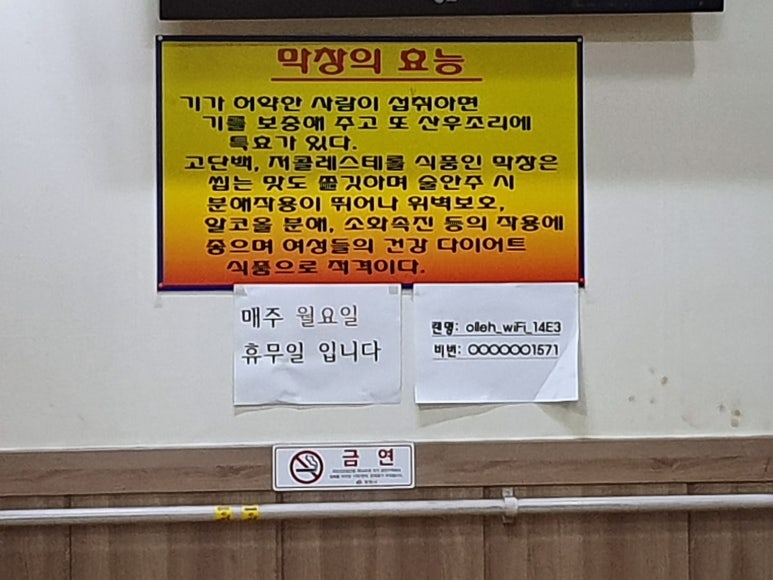 막창의 효능
기가 허약한 사람이 섭취하면
기를 보충해 주고 또 산후조리에
특효가 있다.
고단백, 저콜레스테롤 식품인 막창은
씹는 맛도 쫄깃하며 술안주 시
분해작용이 뛰어나 위벽보호,
알코올 분해, 소화촉진 등의 작용에
좋으며 여성들의 건강 다이어트
식품으로 적격이다.
매주 월요일
휴무일 입니다
랜명: olleh_wiFi_14E3
비번: 0000001571
금연